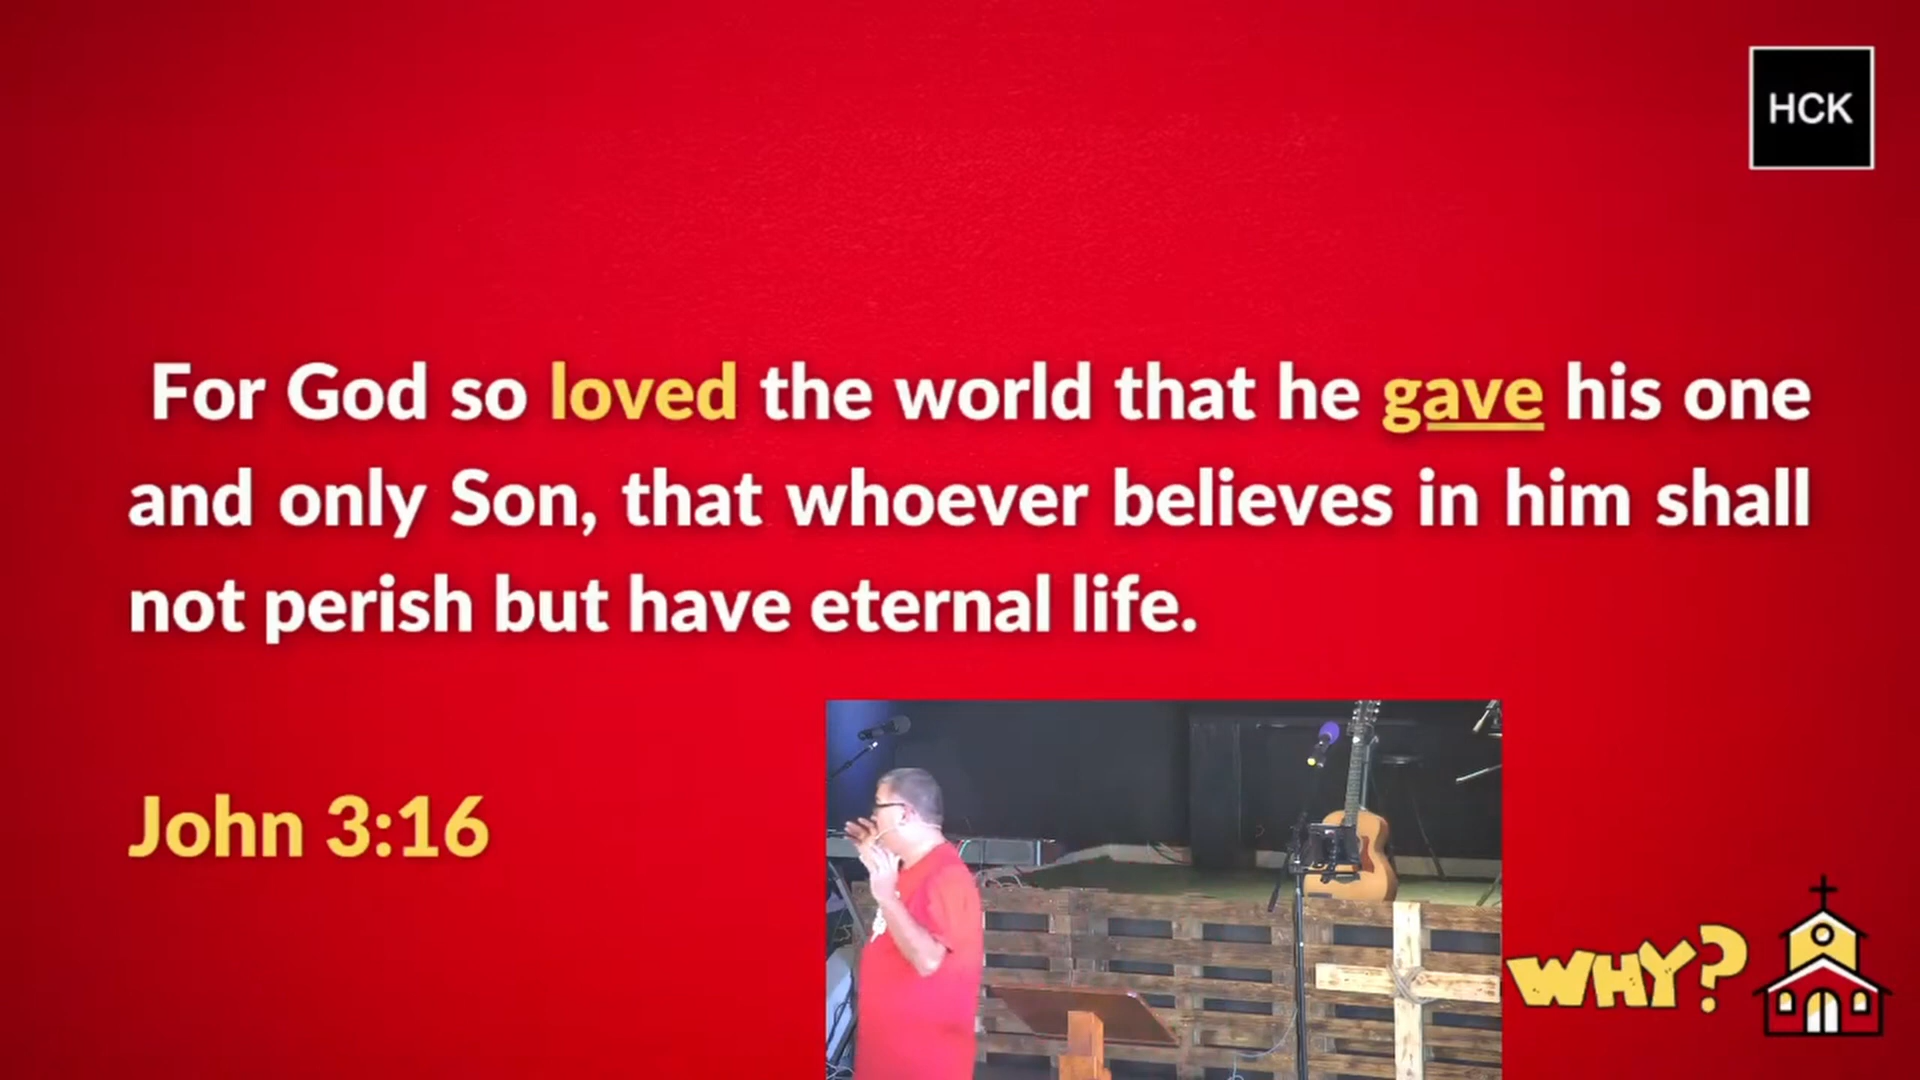 HCK
For God so loved the world that he gave his one
and only Son, that whoever believes in him shall
not perish but have eternal life.
John 3:16
WHY?